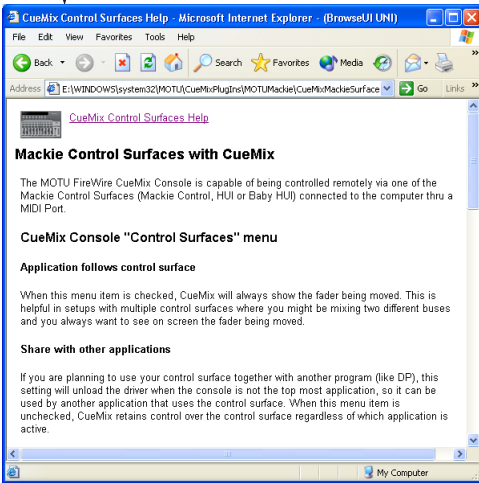 CueMix Control Surfaces Help - Microsoft Internet Explorer - (BrowseUI UNI)
File Edit View Favorites Tools Help
Back Search Favorites Media »
Address E:\WINDOWS\system32\MOTU\CueMixPlugIns\MOTUMackie\CueMixMackieSurface Go Links »
CueMix Control Surfaces Help
Mackie Control Surfaces with CueMix
The MOTU FireWire CueMix Console is capable of being controlled remotely via one of the
Mackie Control Surfaces (Mackie Control, HUI or Baby HUI) connected to the computer thru a
MIDI Port.
CueMix Console "Control Surfaces" menu
Application follows control surface
When this menu item is checked, CueMix will always show the fader being moved. This is
helpful in setups with multiple control surfaces where you might be mixing two different buses
and you always want to see on screen the fader being moved.
Share with other applications
If you are planning to use your control surface together with another program (like DP), this
setting will unload the driver when the console is not the top most application, so it can be
used by another application that uses the control surface. When this menu item is
unchecked, CueMix retains control over the control surface regardless of which application is
active.
My Computer